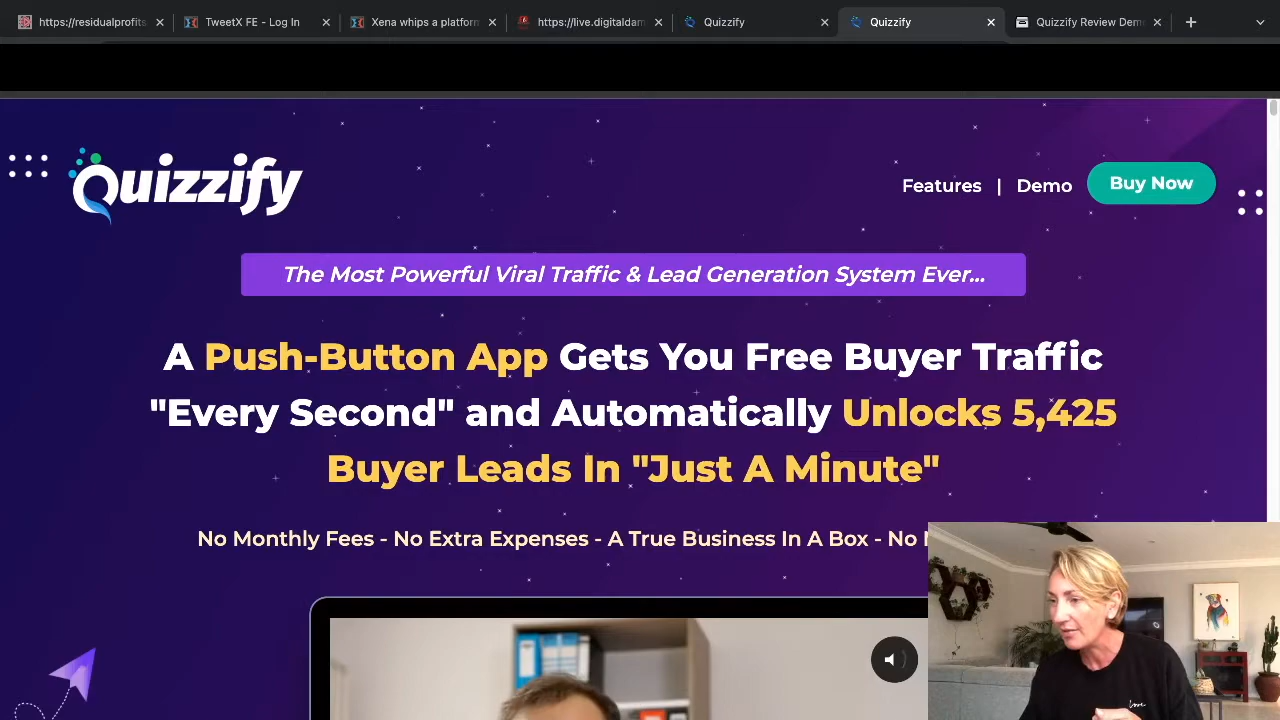 https://residualprofits
TweetX FE - Log In
Xena whips a platform
https://live.digitaldam
Quizzify
Quizzify
Quizzify Review Dem
Quizzify
Features | Demo
Buy Now
The Most Powerful Viral Traffic & Lead Generation System Ever...
A Push-Button App Gets You Free Buyer Traffic
"Every Second" and Automatically Unlocks 5,425
Buyer Leads In "Just A Minute"
No Monthly Fees - No Extra Expenses - A True Business In A Box - No
love